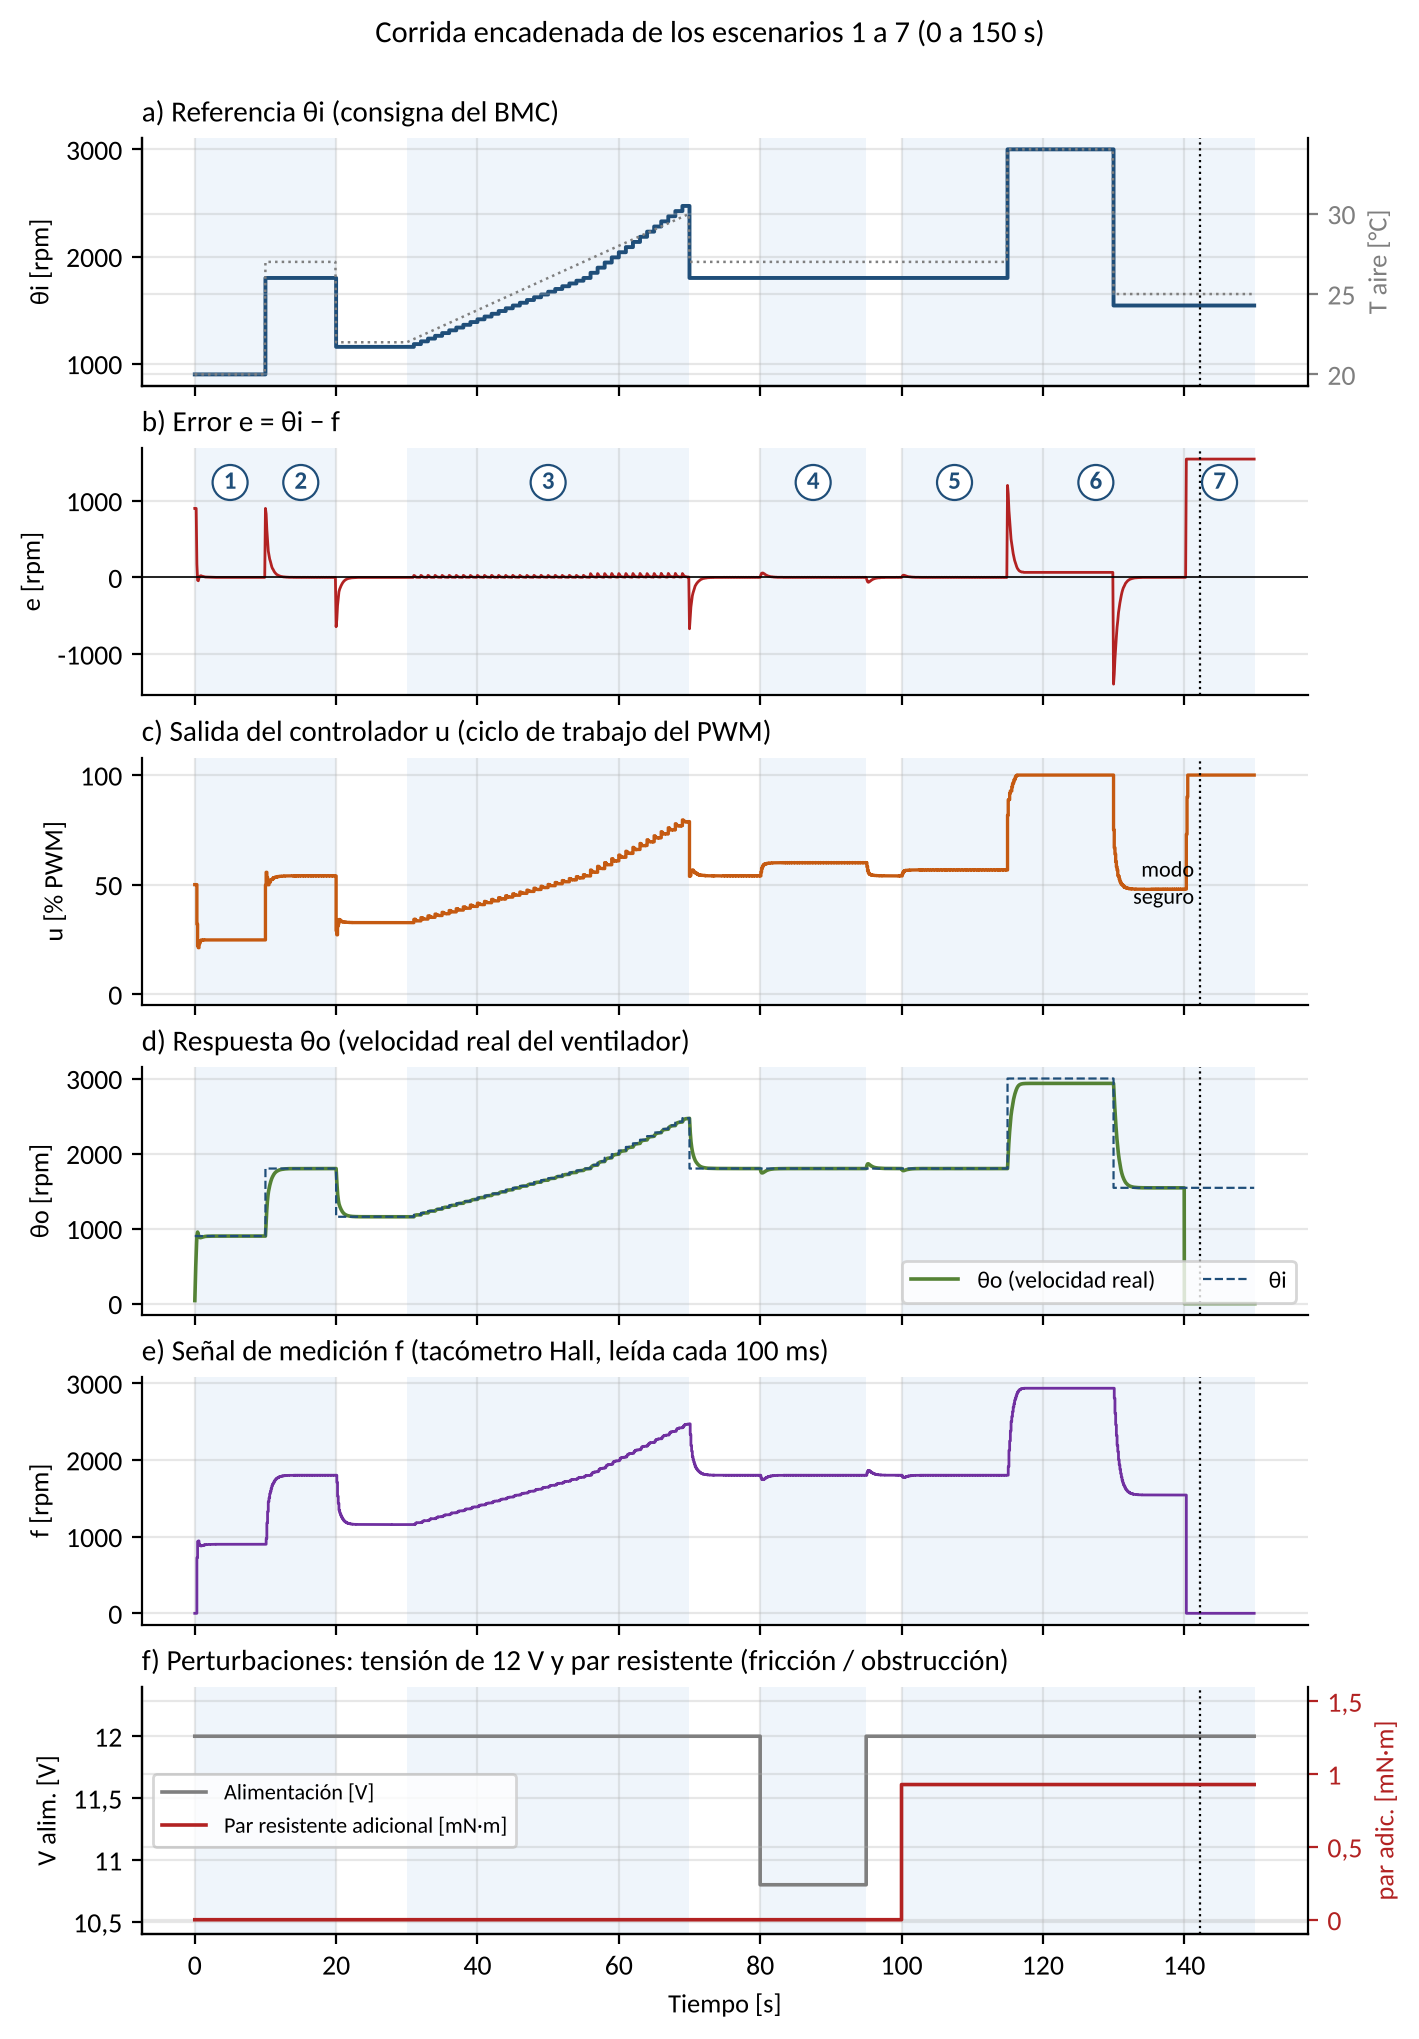 Corrida encadenada de los escenarios 1 a 7 (0 a 150 s)
a) Referencia θi (consigna del BMC)
θi [rpm]
3000
2000
1000
T aire [°C]
30
25
20
b) Error e = θi − f
e [rpm]
1000
0
-1000
1 2 3 4 5 6 7
c) Salida del controlador u (ciclo de trabajo del PWM)
u [% PWM]
100
50
0
modo
seguro
d) Respuesta θo (velocidad real del ventilador)
θo [rpm]
3000
2000
1000
0
θo (velocidad real) θi
e) Señal de medición f (tacómetro Hall, leída cada 100 ms)
f [rpm]
3000
2000
1000
0
f) Perturbaciones: tensión de 12 V y par resistente (fricción / obstrucción)
V alim. [V]
12
11,5
11
10,5
Alimentación [V]
Par resistente adicional [mN·m]
par adic. [mN·m]
1,5
1
0,5
0
0 20 40 60 80 100 120 140
Tiempo [s]